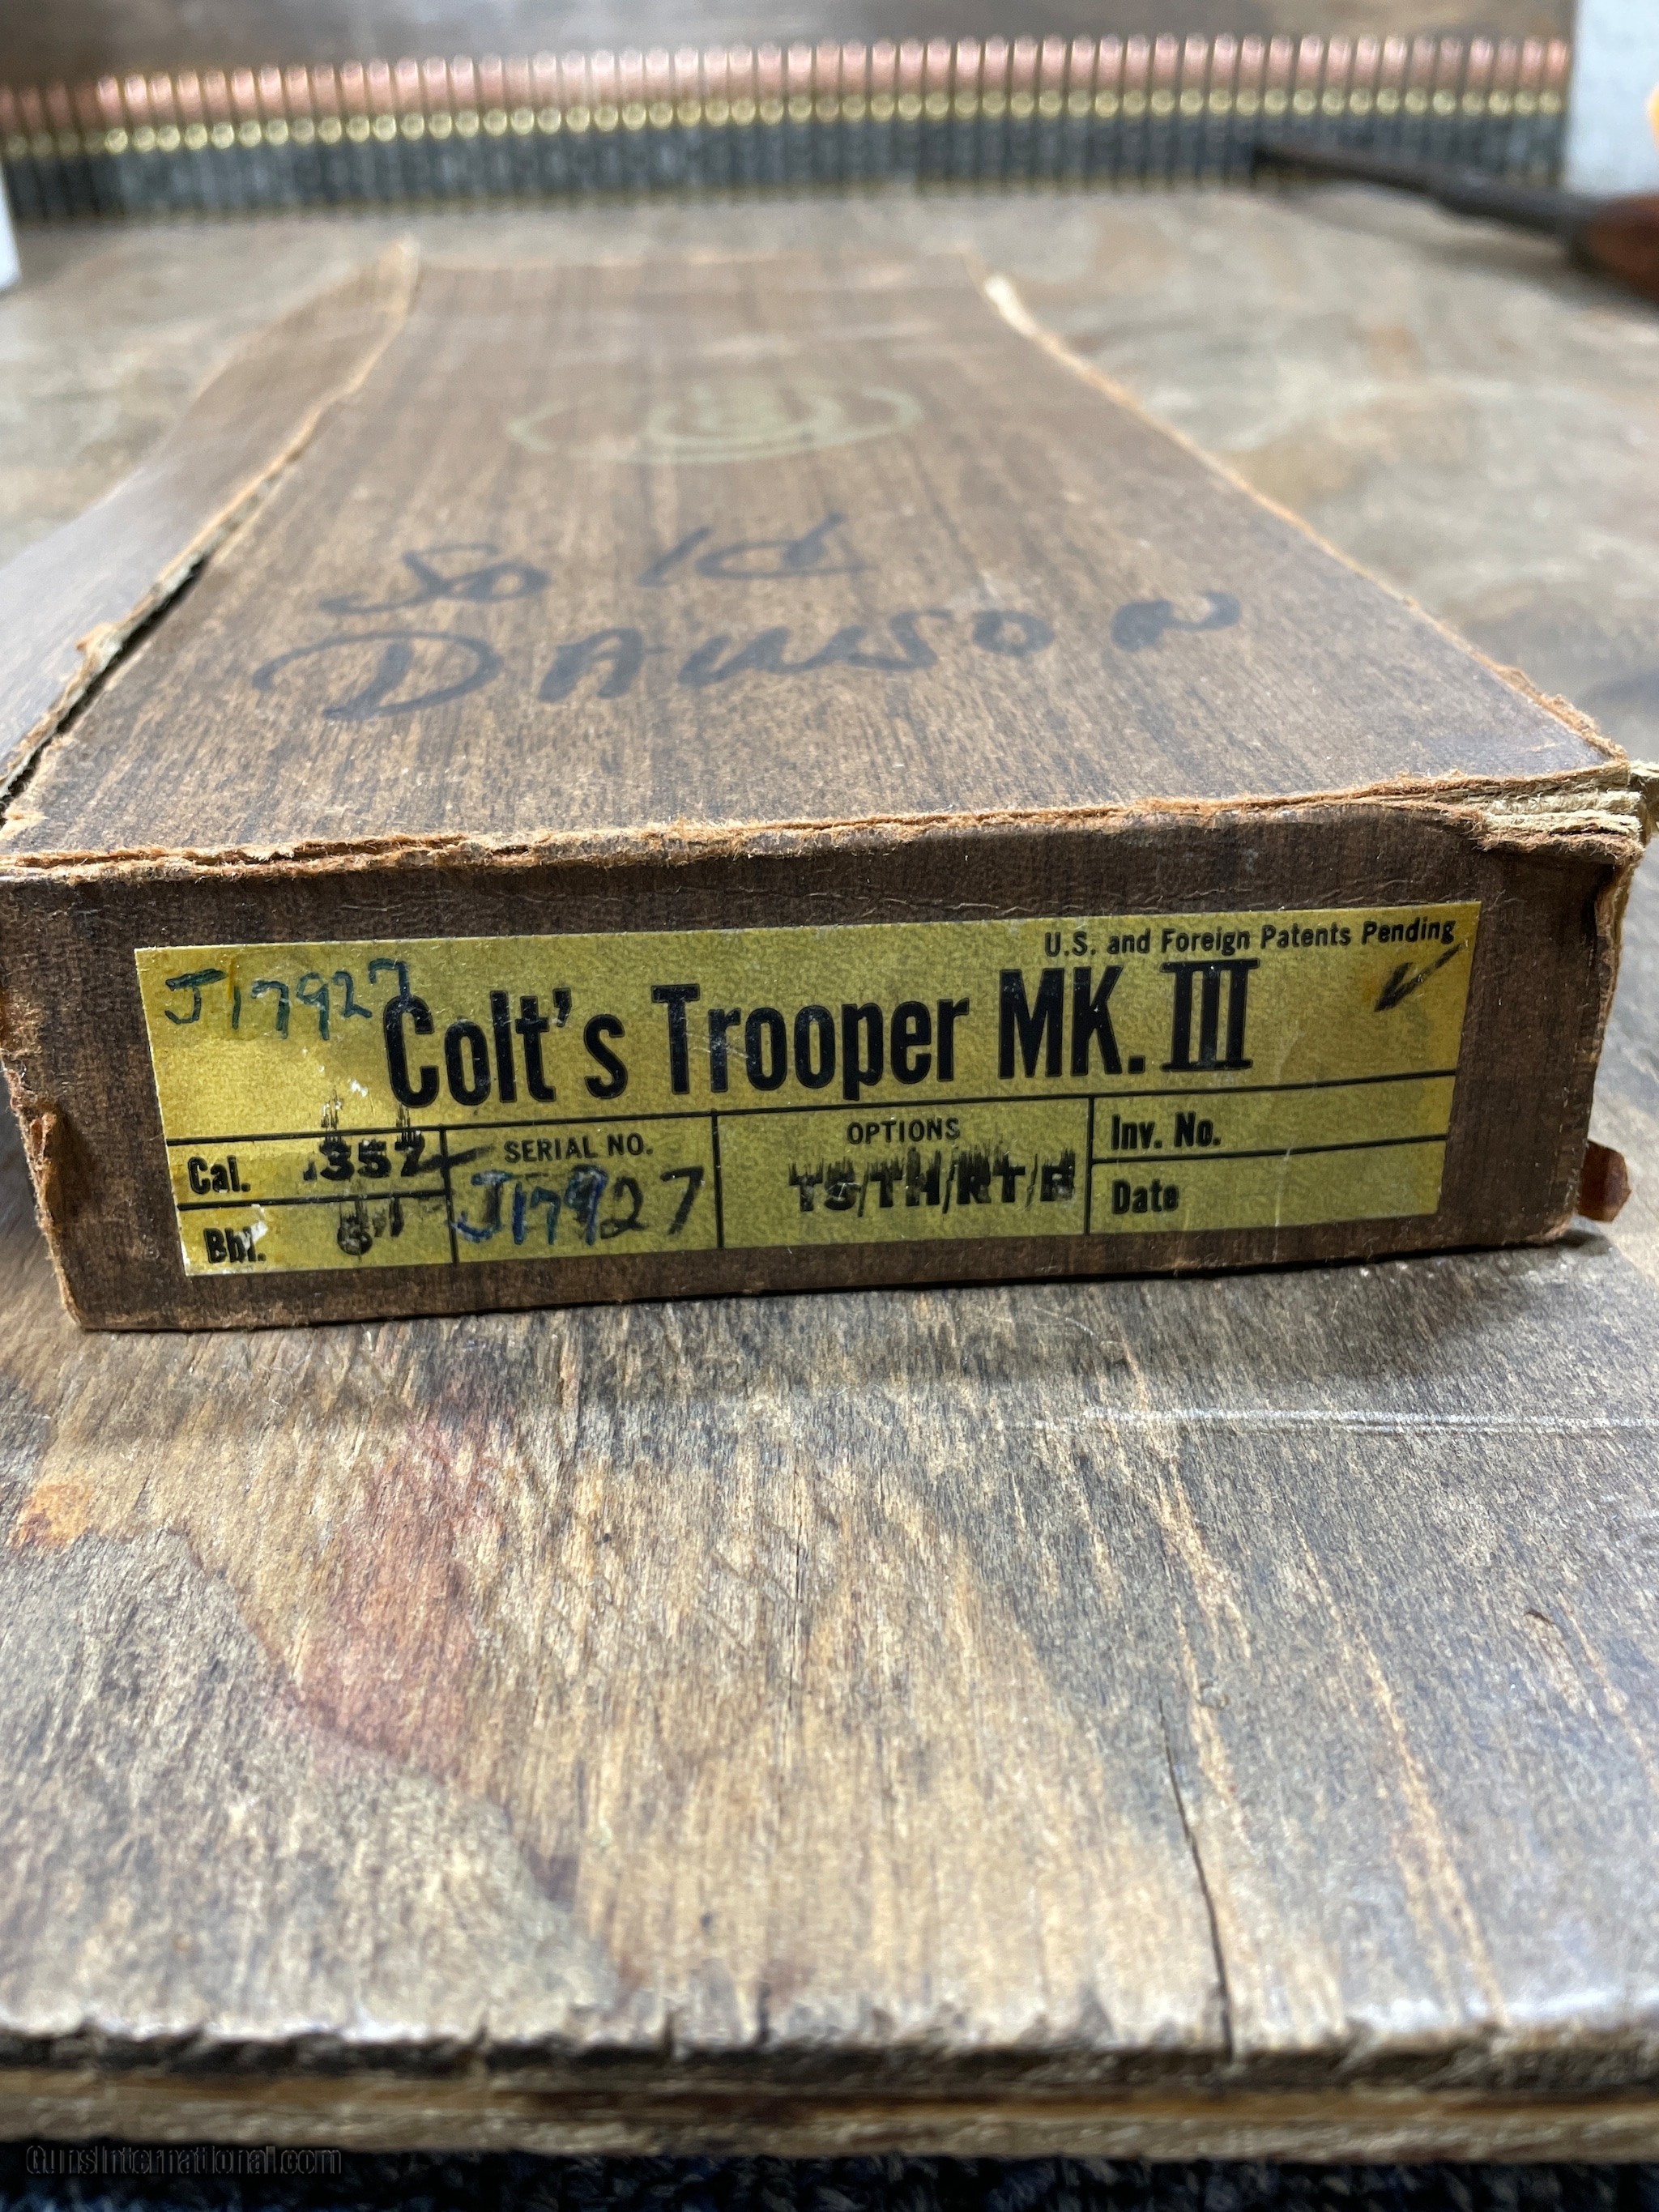 Sold
DAWSON
U.S. and Foreign Patents Pending
J17927
Colt's Trooper MK. III
Cal. .357
SERIAL NO.
J17927
OPTIONS
TS/TH/RT/B
Inv. No.
Bbl. 6"
Date
GunsInternational.com